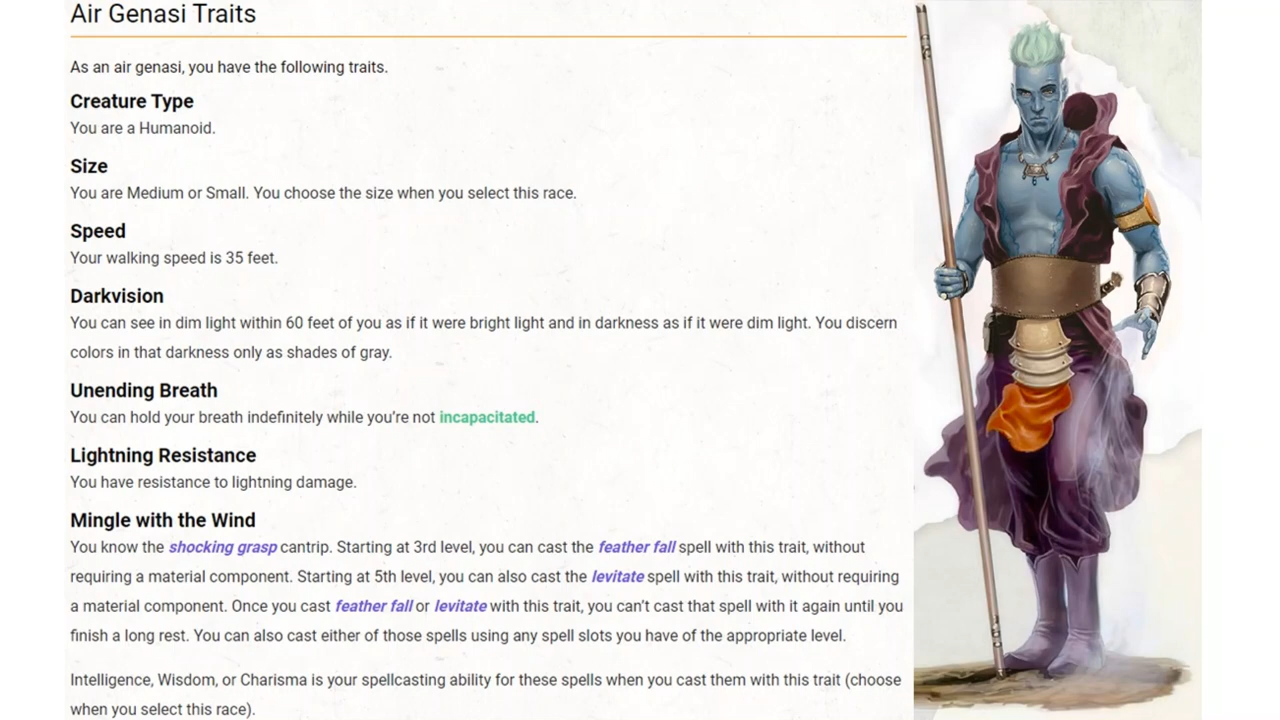 Air Genasi Traits
As an air genasi, you have the following traits.
Creature Type
You are a Humanoid.
Size
You are Medium or Small. You choose the size when you select this race.
Speed
Your walking speed is 35 feet.
Darkvision
You can see in dim light within 60 feet of you as if it were bright light and in darkness as if it were dim light. You discern
colors in that darkness only as shades of gray.
Unending Breath
You can hold your breath indefinitely while you’re not incapacitated.
Lightning Resistance
You have resistance to lightning damage.
Mingle with the Wind
You know the shocking grasp cantrip. Starting at 3rd level, you can cast the feather fall spell with this trait, without
requiring a material component. Starting at 5th level, you can also cast the levitate spell with this trait, without requiring
a material component. Once you cast feather fall or levitate with this trait, you can’t cast that spell with it again until you
finish a long rest. You can also cast either of those spells using any spell slots you have of the appropriate level.
Intelligence, Wisdom, or Charisma is your spellcasting ability for these spells when you cast them with this trait (choose
when you select this race).